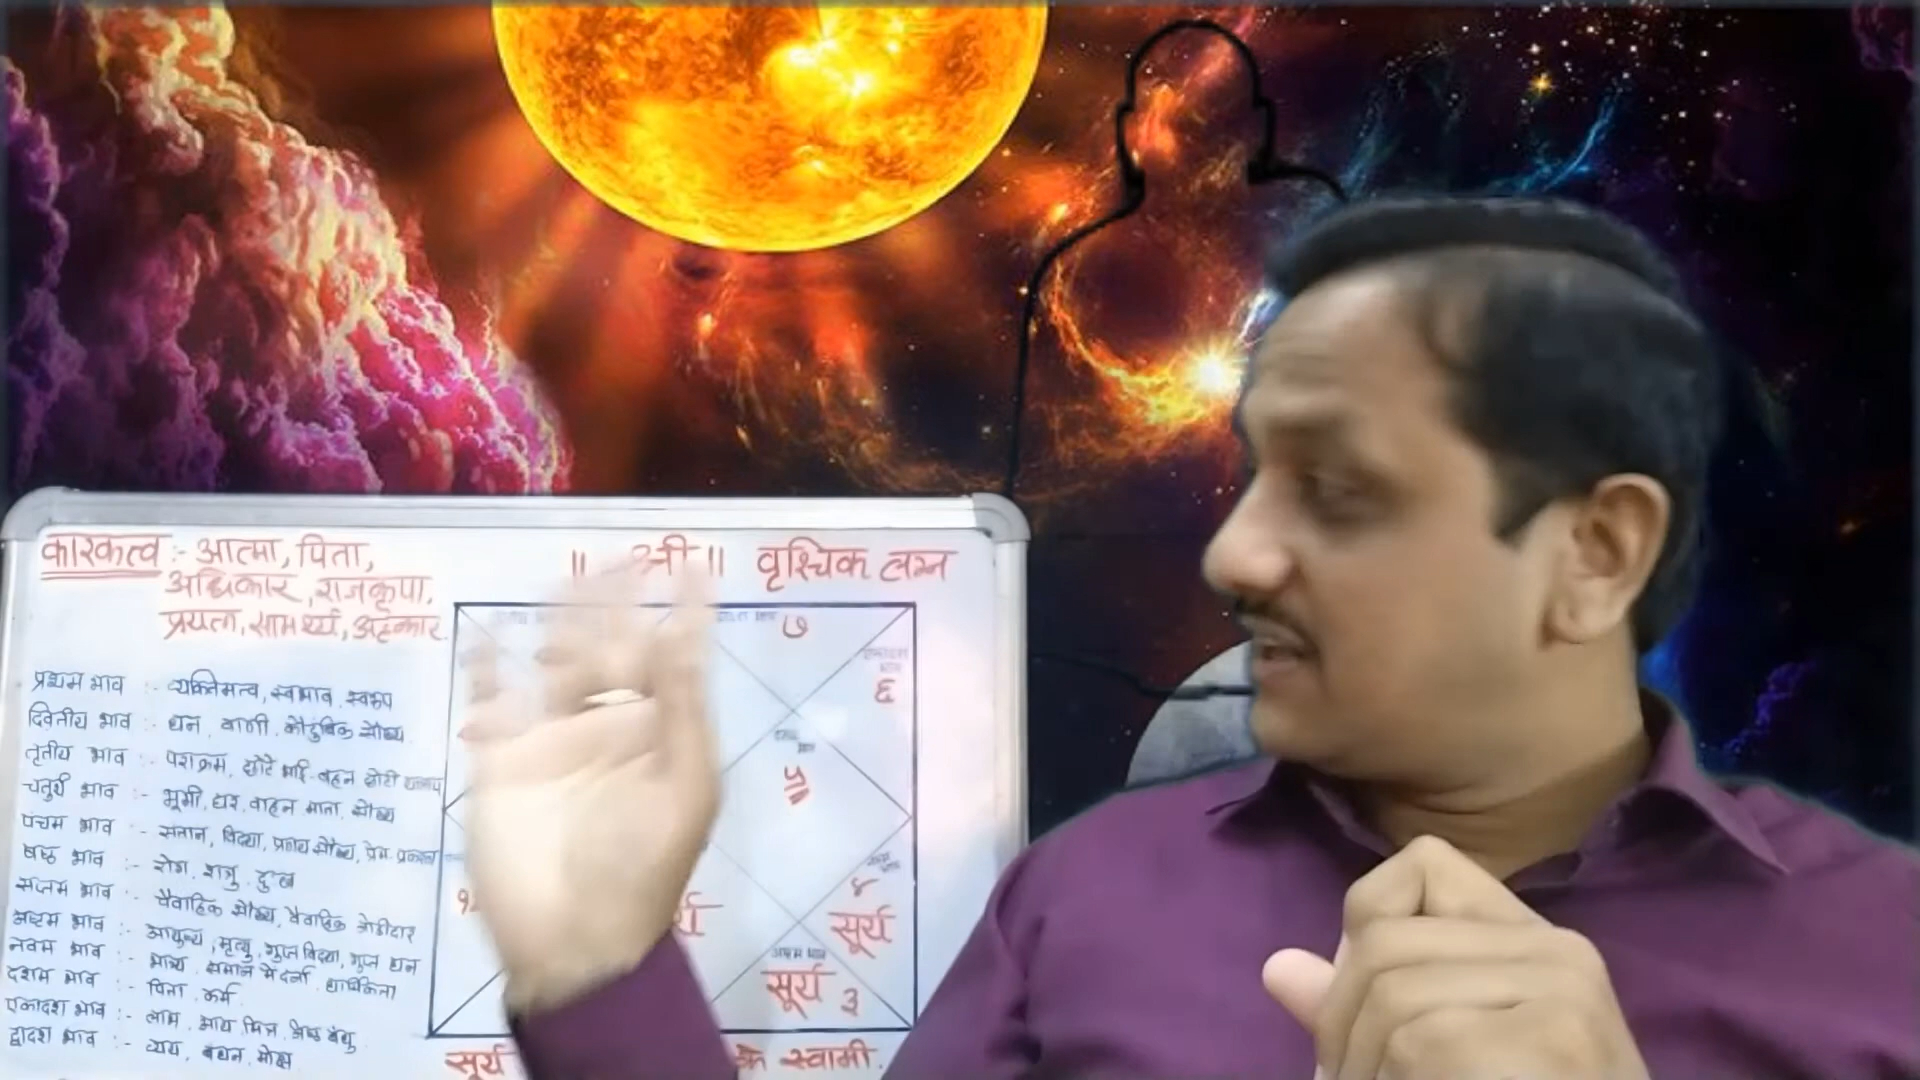 कारकत्व :- आत्मा, पिता,
अधिकार, राजकृपा,
प्रयत्न, सामर्थ्य, अहंकार.
॥ श्री ॥ वृश्चिक लग्न
प्रथम भाव :- व्यक्तिमत्व, स्वभाव, स्वरूप
द्वितीय भाव :- धन, वाणी, कौटुंबिक सौख्य
तृतीय भाव :- पराक्रम, छोटे भाई-बहन छोटी
चतुर्थ भाव :- भूमी, घर, वाहन, माता, सौख्य
पंचम भाव :- संतान, विद्या, प्रणय सौख्य, प्रेम-प्रकरण
षष्ठ भाव :- रोग, शत्रु, दुःख
सप्तम भाव :- वैवाहिक सौख्य, वैवाहिक जोडीदार
अष्टम भाव :- आयुष्य, मृत्यु, गुप्त विद्या, गुप्त धन
नवम भाव :- भाग्य, समाज मे दर्जा, धार्मिकता
दशम भाव :- पिता, कर्म
एकादश भाव :- लाभ, आय, मित्र, जेष्ठ बंधु
द्वादश भाव :- व्यय, बंधन, मोक्ष
७
६
५
४
सूर्य
अष्टम भाव
सूर्य ३
सूर्य के स्वामी.